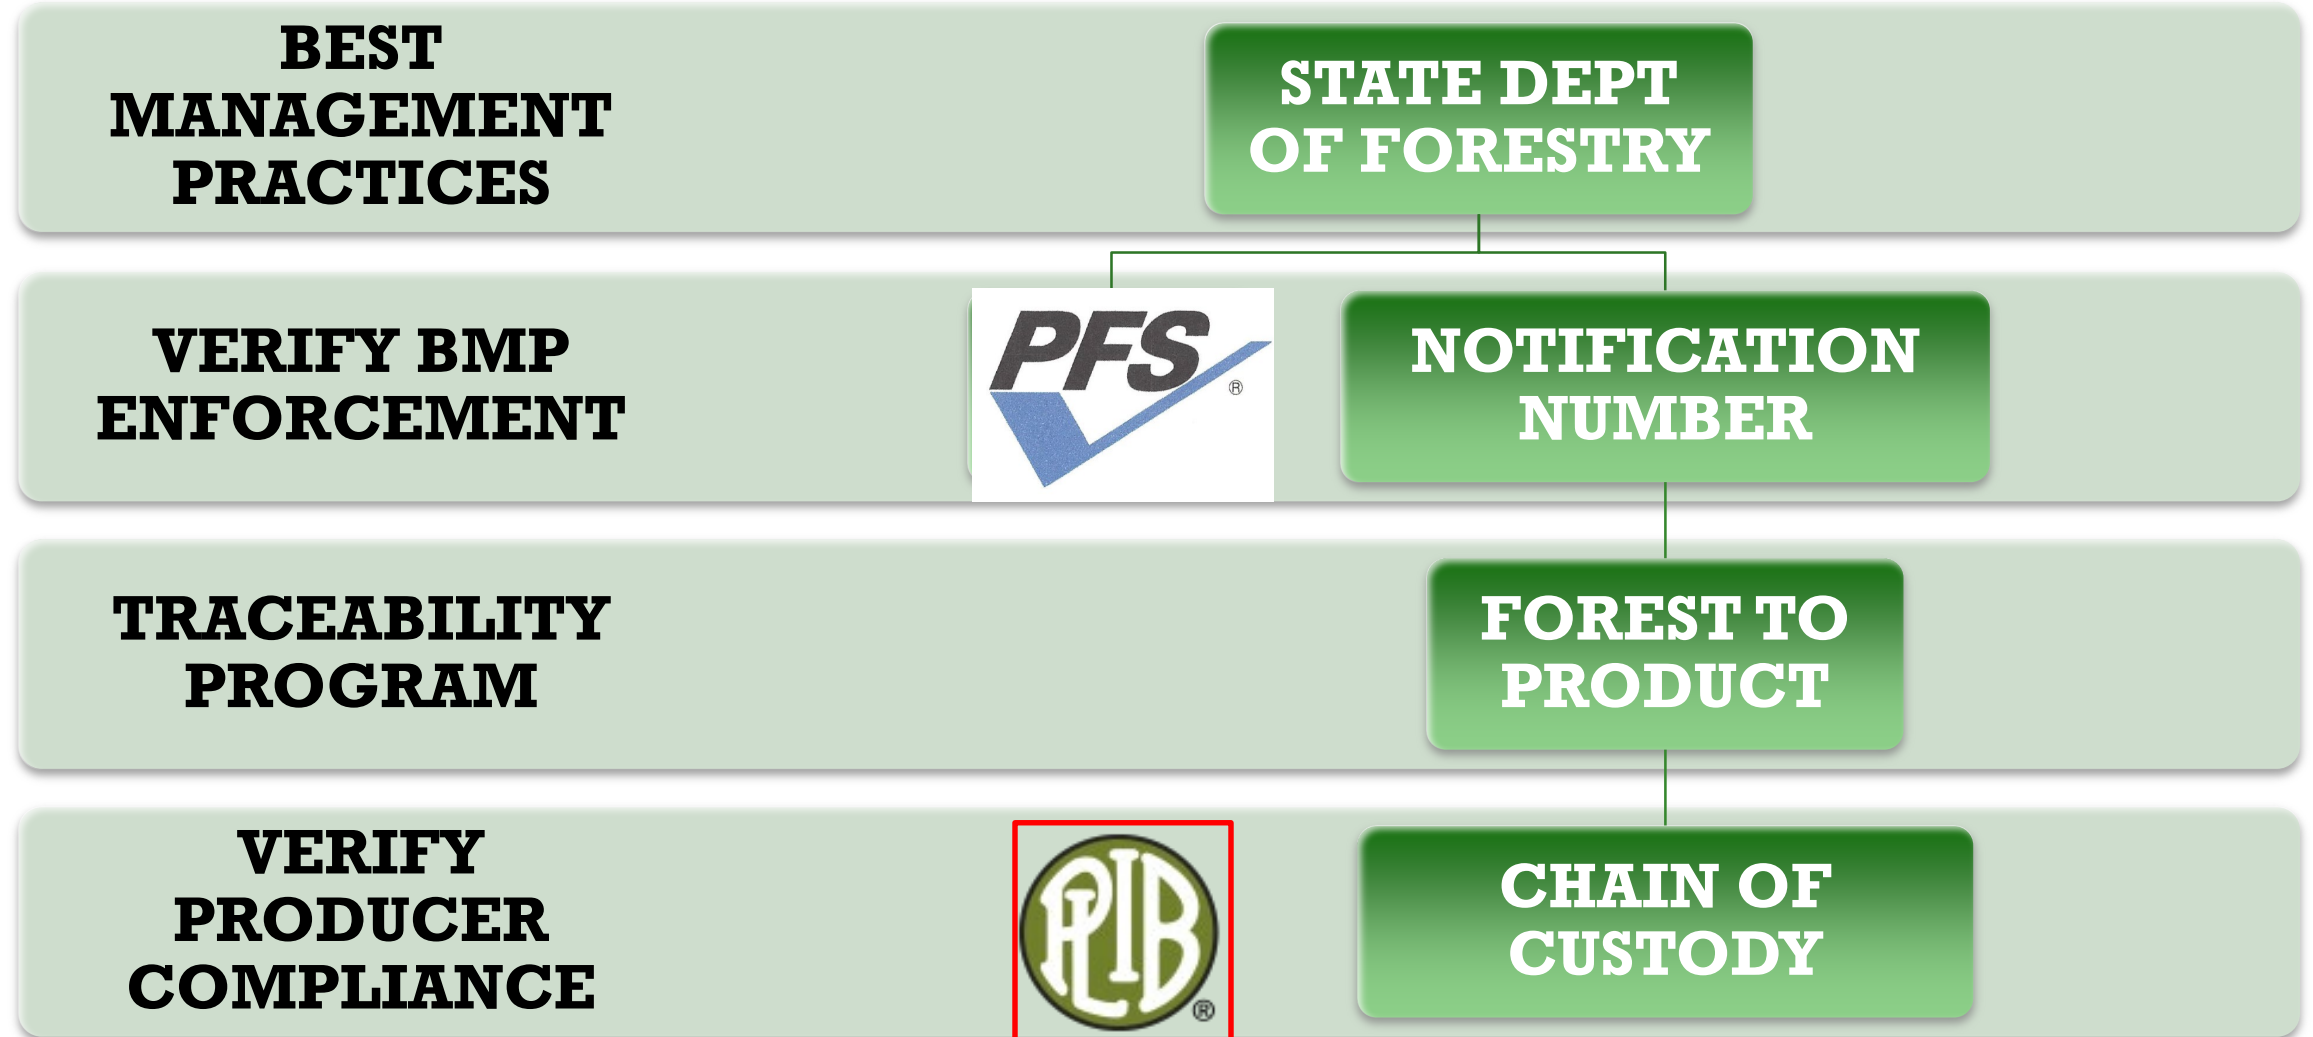 BEST
MANAGEMENT
PRACTICES
STATE DEPT
OF FORESTRY
VERIFY BMP
ENFORCEMENT
PFS
®
NOTIFICATION
NUMBER
TRACEABILITY
PROGRAM
FOREST TO
PRODUCT
VERIFY
PRODUCER
COMPLIANCE
PLIB
®
CHAIN OF
CUSTODY